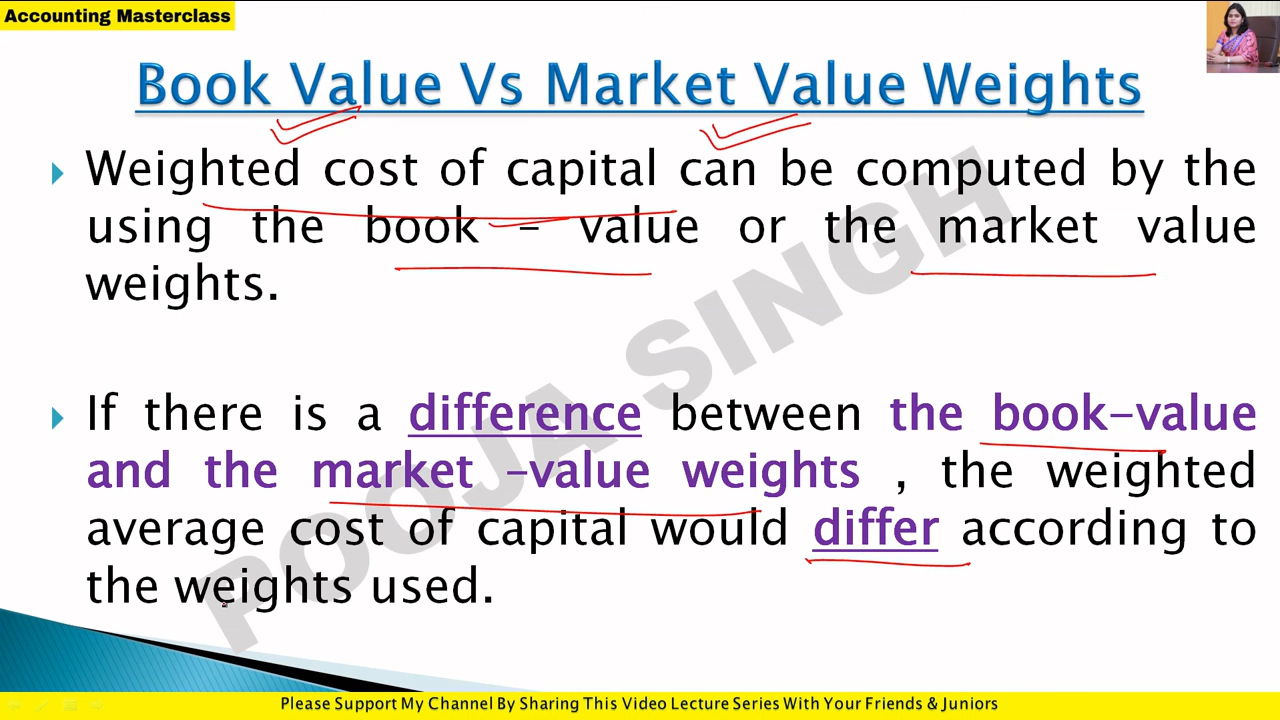 Accounting Masterclass
Book Value Vs Market Value Weights
Weighted cost of capital can be computed by the
using the book – value or the market value
weights.
If there is a difference between the book–value
and the market –value weights , the weighted
average cost of capital would differ according to
the weights used.
POOJA SINGH
Please Support My Channel By Sharing This Video Lecture Series With Your Friends & Juniors